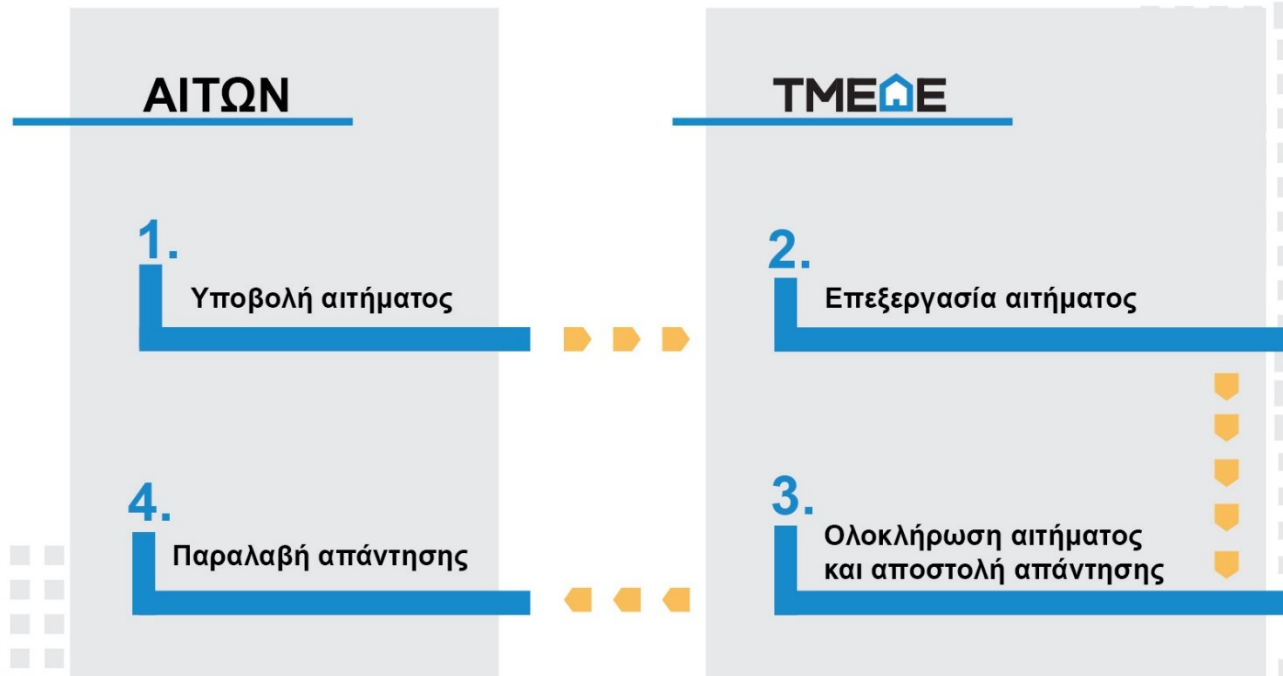 ΑΙΤΩΝ
ΤΜΕΔΕ
1.
Υποβολή αιτήματος
2.
Επεξεργασία αιτήματος
3.
Ολοκλήρωση αιτήματος
και αποστολή απάντησης
4.
Παραλαβή απάντησης